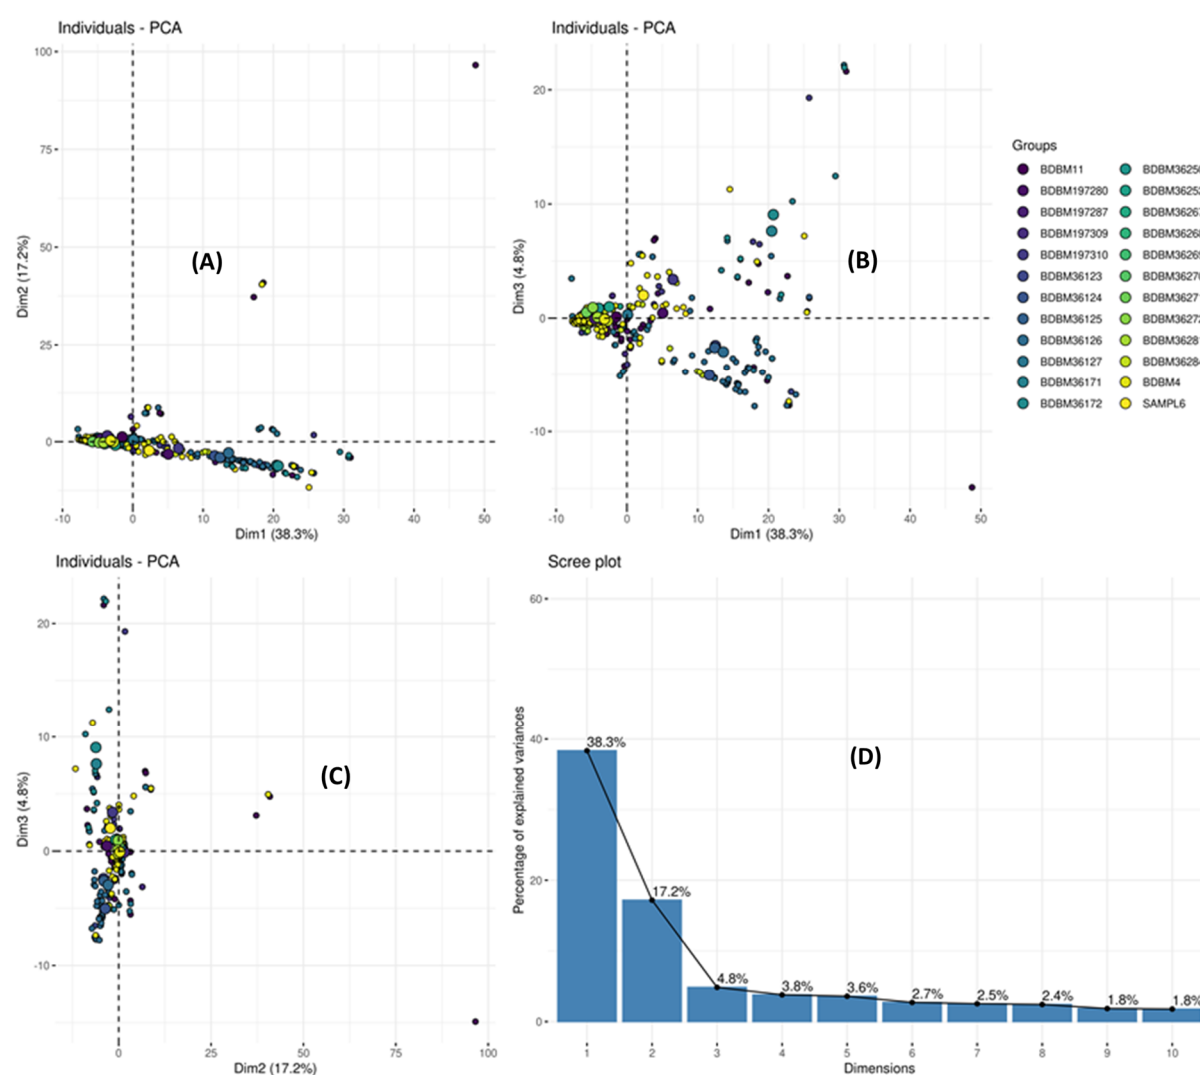 Individuals - PCA
100
75
50
25
0
-10 0 10 20 30 40 50
Dim2 (17.2%)
Dim1 (38.3%)
(A)
Individuals - PCA
20
10
0
-10
-10 0 10 20 30 40 50
Dim3 (4.8%)
Dim1 (38.3%)
(B)
Groups
BDBM11
BDBM197280
BDBM197287
BDBM197309
BDBM197310
BDBM36123
BDBM36124
BDBM36125
BDBM36126
BDBM36127
BDBM36171
BDBM36172
BDBM4
SAMPL6
Individuals - PCA
20
10
0
-10
0 25 50 75 100
Dim3 (4.8%)
Dim2 (17.2%)
(C)
Scree plot
60
40
20
0
38.3%
17.2%
4.8%
3.8%
3.6%
2.7%
2.5%
2.4%
1.8%
1.8%
1 2 3 4 5 6 7 8 9 10
Percentage of explained variances
Dimensions
(D)